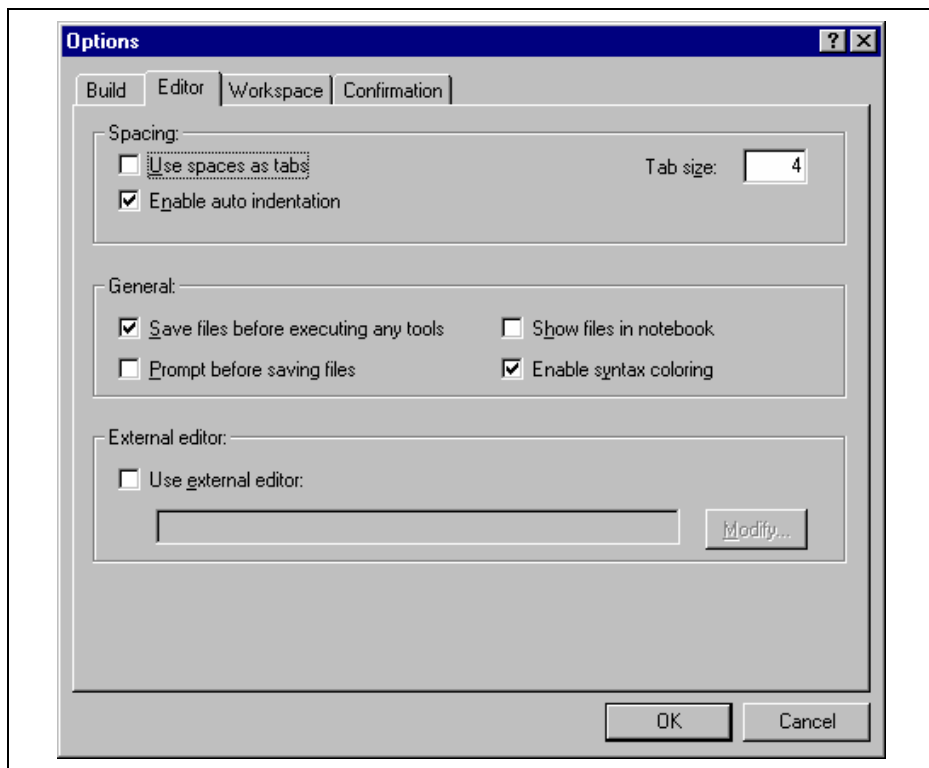 Options
Build Editor Workspace Confirmation
Spacing:
Use spaces as tabs Tab size: 4
Enable auto indentation
General:
Save files before executing any tools Show files in notebook
Prompt before saving files Enable syntax coloring
External editor:
Use external editor:
Modify...
OK Cancel